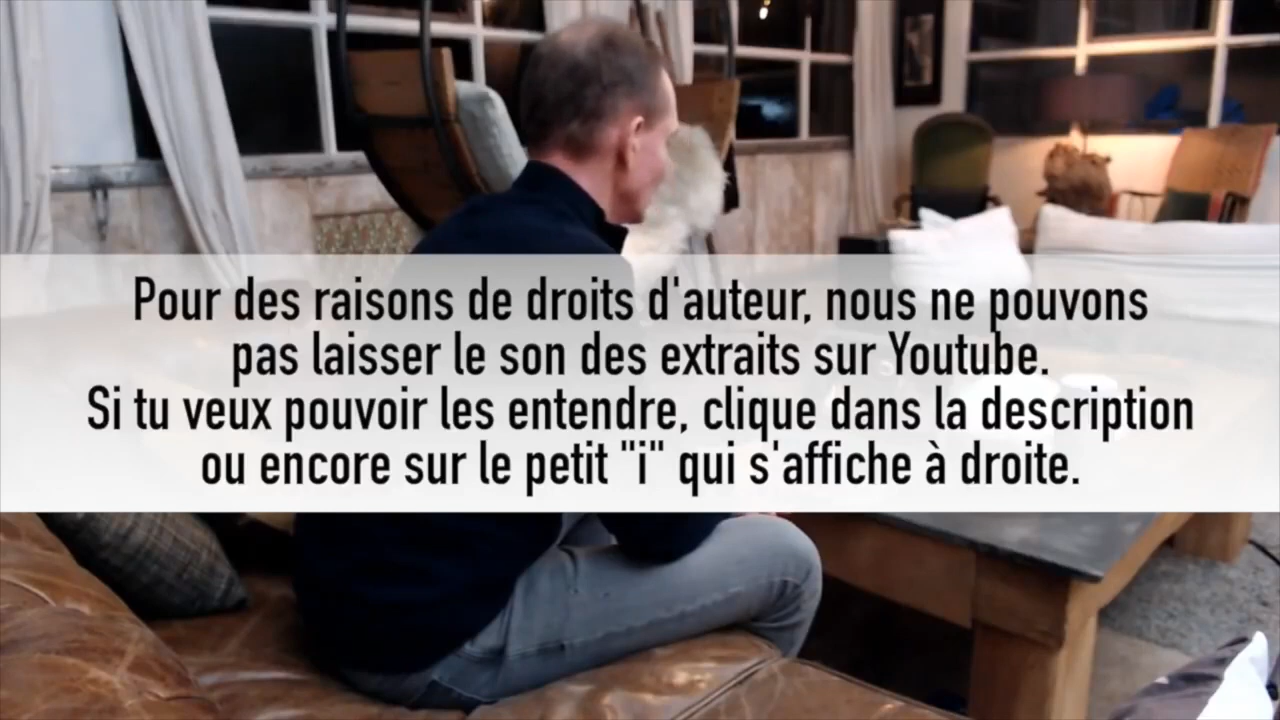 Pour des raisons de droits d'auteur, nous ne pouvons
pas laisser le son des extraits sur Youtube.
Si tu veux pouvoir les entendre, clique dans la description
ou encore sur le petit "i" qui s'affiche à droite.